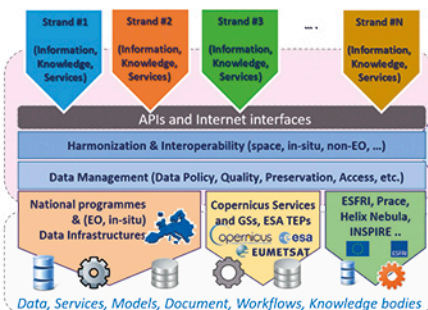 Strand #1
(Information,
Knowledge,
Services)
Strand #2
(Information,
Knowledge,
Services)
Strand #3
(Information,
Knowledge,
Services)
... .
Strand #N
(Information,
Knowledge,
Services)
APIs and Internet interfaces
Harmonization & Interoperability (space, in-situ, non-EO, ...)
Data Management (Data Policy, Quality, Preservation, Access, etc.)
National programmes
& (EO, in-situ)
Data Infrastructures
Copernicus Services
and GSs, ESA TEPs
opernicus
esa
EUMETSAT
ESFRI, Prace,
Helix Nebula,
INSPIRE ..
ESFRI
Data, Services, Models, Document, Workflows, Knowledge bodies